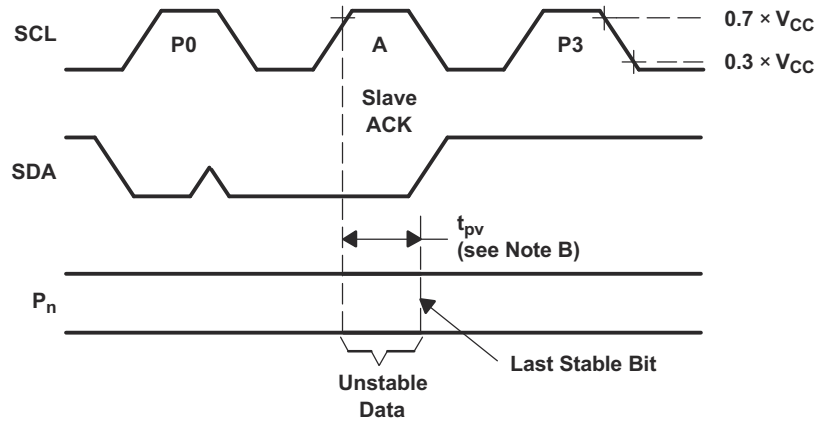 SCL
P0
A
P3
0.7 × VCC
0.3 × VCC
Slave
ACK
SDA
tpv
(see Note B)
Pn
Last Stable Bit
Unstable
Data